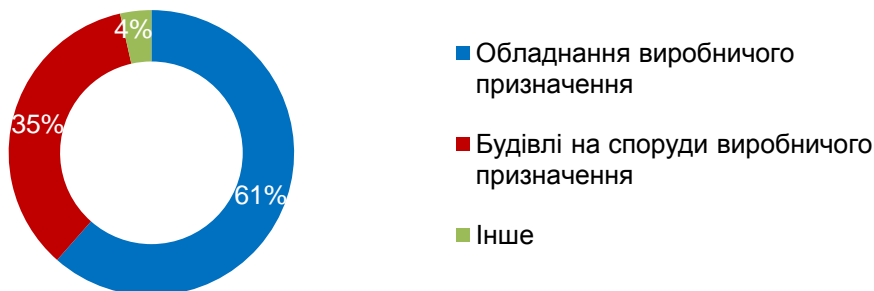 4%
35%
61%
Обладнання виробничого
призначення
Будівлі на споруди виробничого
призначення
Інше